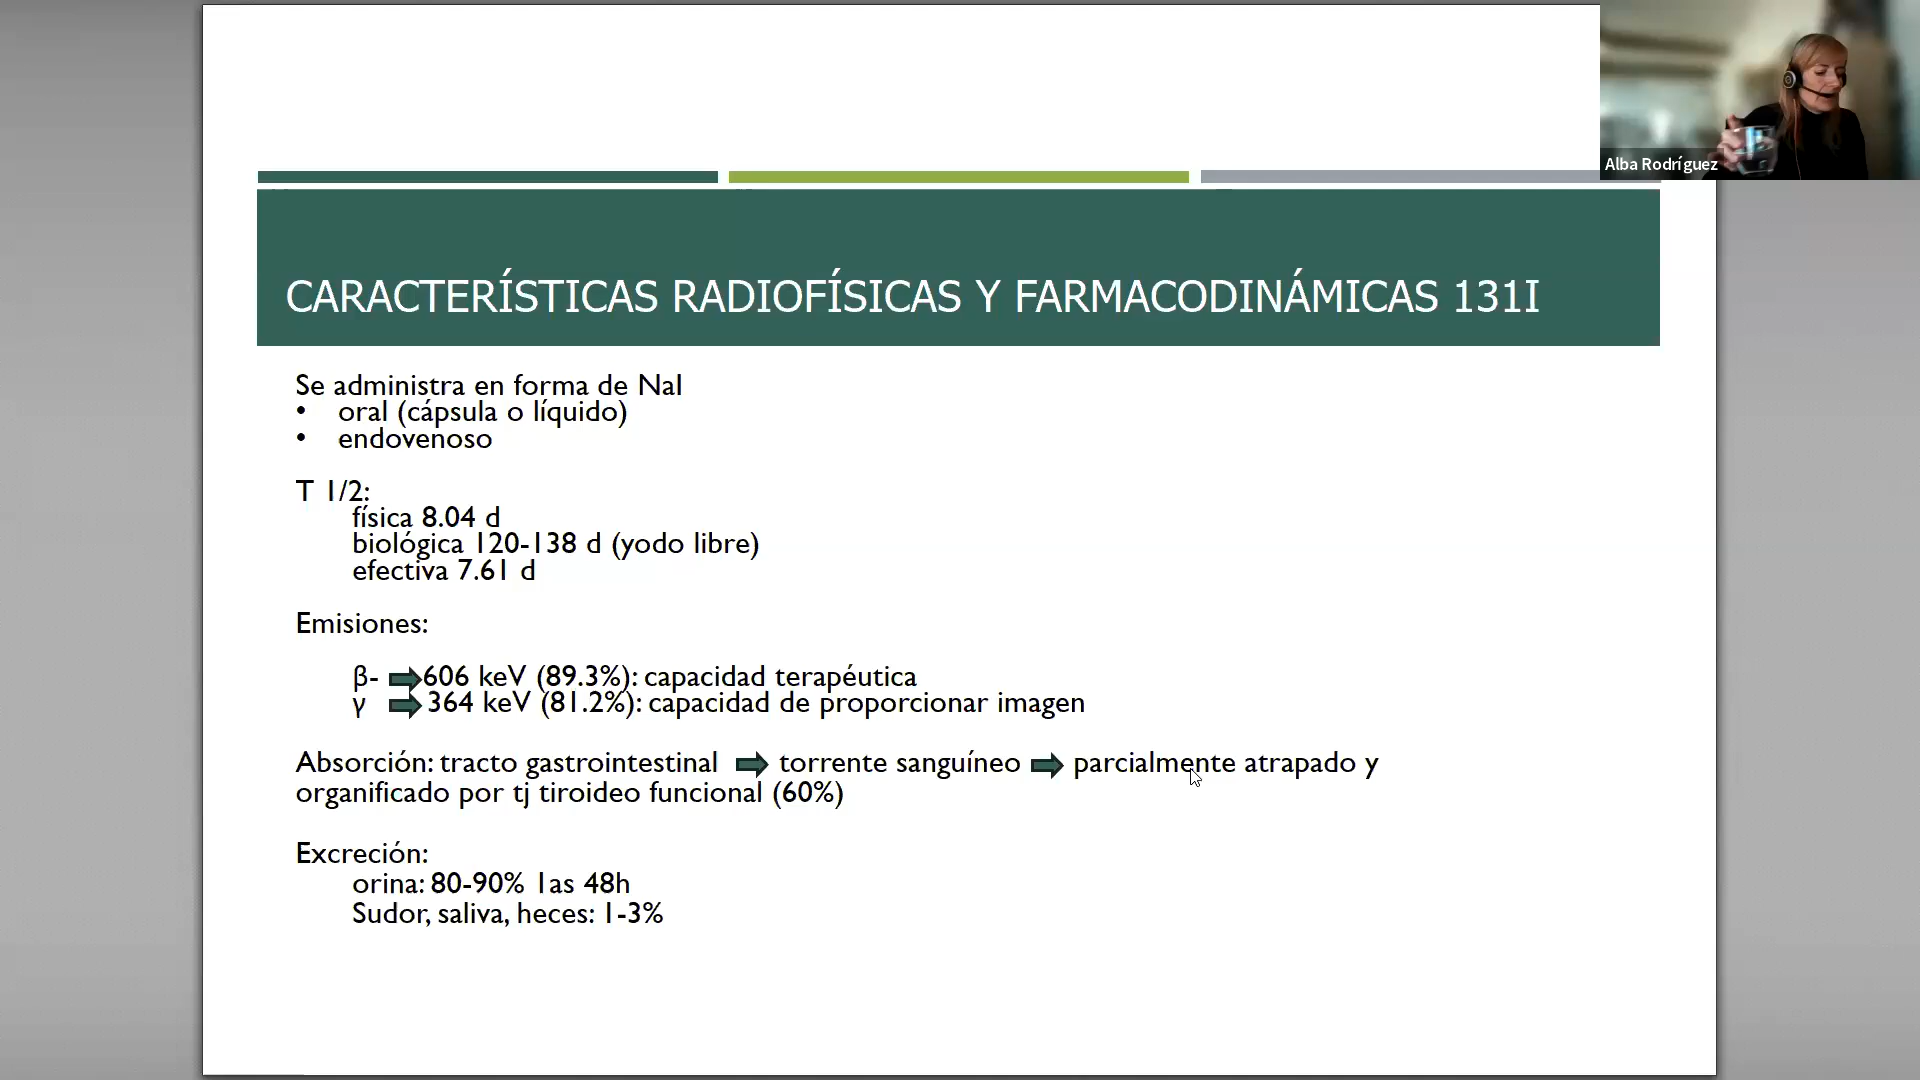 Alba Rodríguez
CARACTERÍSTICAS RADIOFÍSICAS Y FARMACODINÁMICAS 131I
Se administra en forma de NaI
• oral (cápsula o líquido)
• endovenoso
T 1/2:
física 8.04 d
biológica 120-138 d (yodo libre)
efectiva 7.61 d
Emisiones:
β- 606 keV (89.3%): capacidad terapéutica
γ 364 keV (81.2%): capacidad de proporcionar imagen
Absorción: tracto gastrointestinal torrente sanguíneo parcialmente atrapado y
organificado por tj tiroideo funcional (60%)
Excreción:
orina: 80-90% 1as 48h
Sudor, saliva, heces: 1-3%